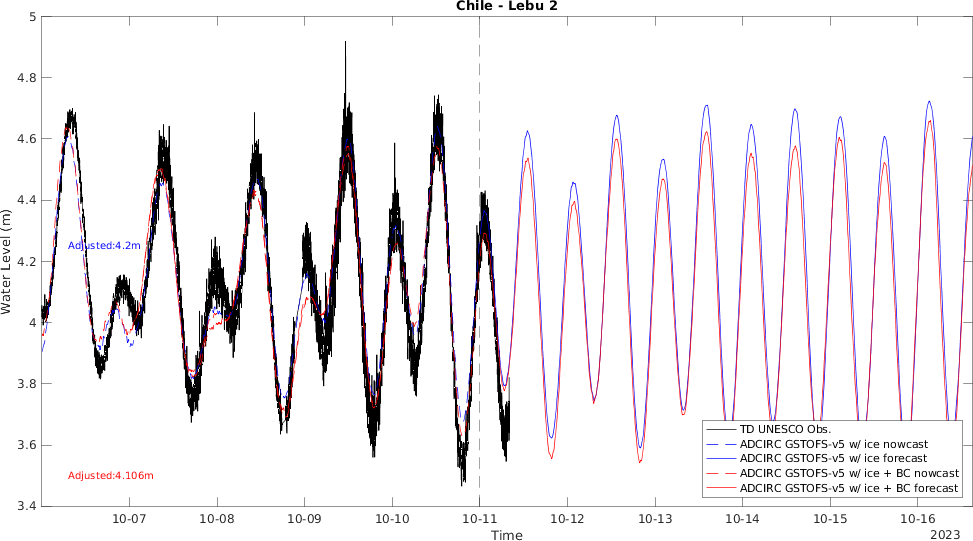 Chile - Lebu 2
5
4.8
4.6
4.4
4.2
4
3.8
3.6
3.4
Water Level (m)
Adjusted:4.2m
Adjusted:4.106m
TD UNESCO Obs.
ADCIRC GSTOFS-v5 w/ ice nowcast
ADCIRC GSTOFS-v5 w/ ice forecast
ADCIRC GSTOFS-v5 w/ ice + BC nowcast
ADCIRC GSTOFS-v5 w/ ice + BC forecast
10-07 10-08 10-09 10-10 10-11 10-12 10-13 10-14 10-15 10-16
Time
2023